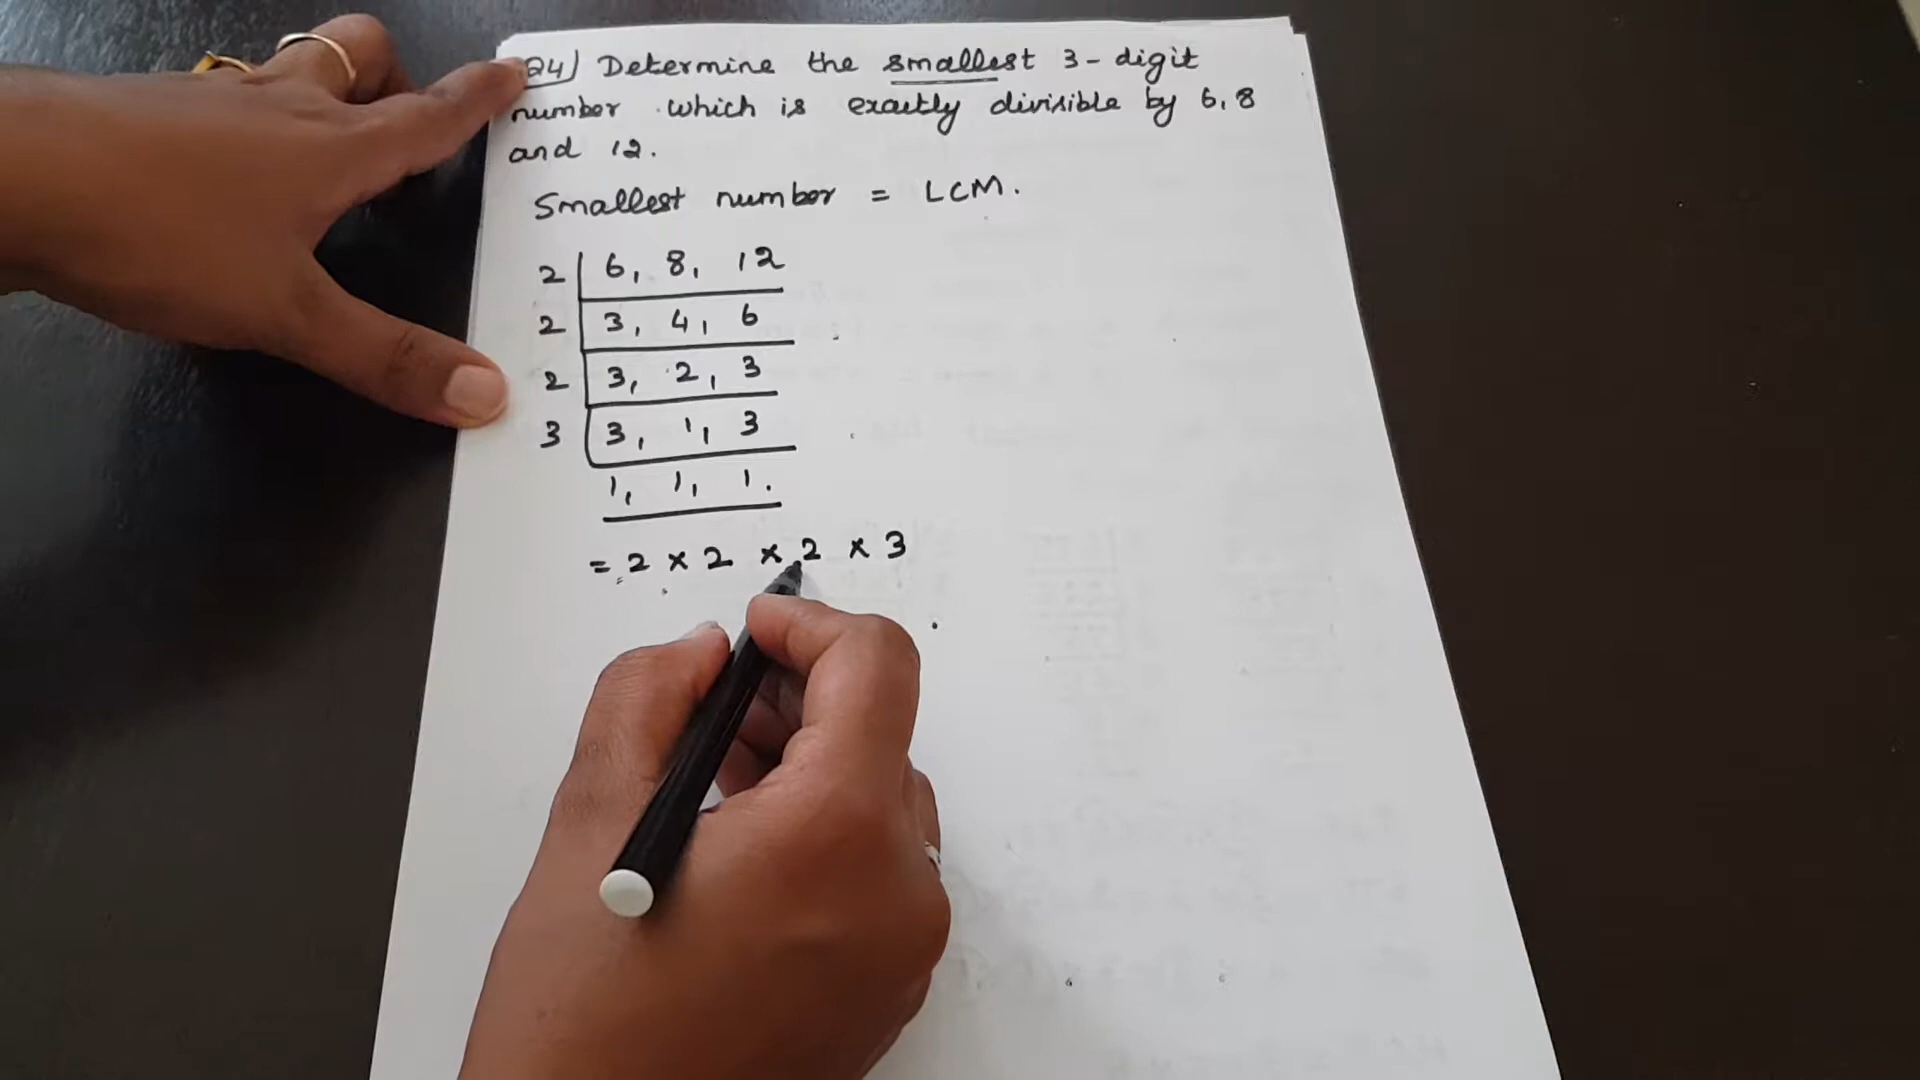 24) Determine the smallest 3-digit
number which is exactly divisible by 6, 8
and 12.
Smallest number = LCM.
2 | 6, 8, 12
2 | 3, 4, 6
2 | 3, 2, 3
3 | 3, 1, 3
1, 1, 1.
= 2 × 2 × 2 × 3